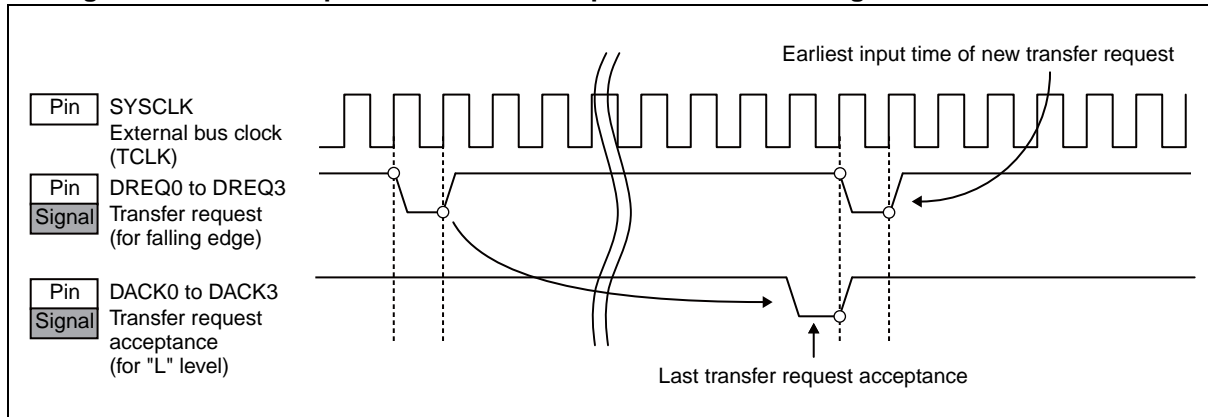 Earliest input time of new transfer request
Pin SYSCLK
External bus clock
(TCLK)
Pin DREQ0 to DREQ3
Signal Transfer request
(for falling edge)
Pin DACK0 to DACK3
Signal Transfer request
acceptance
(for "L" level)
Last transfer request acceptance